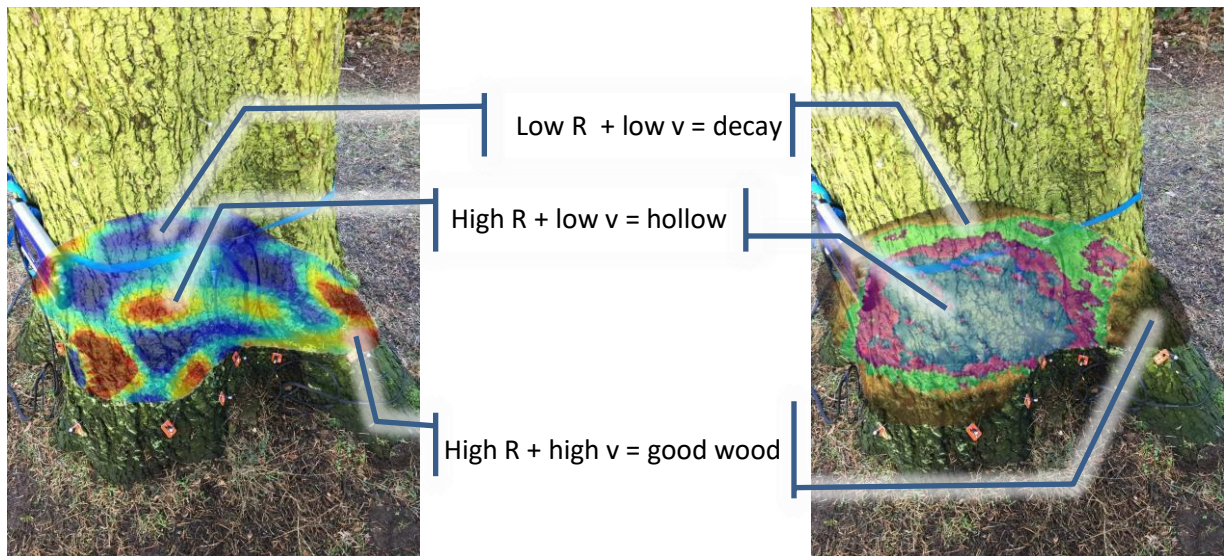 Low R + low v = decay
High R + low v = hollow
High R + high v = good wood